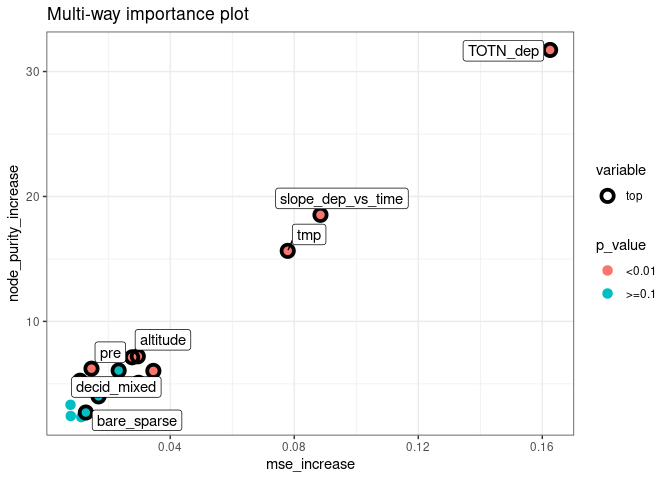 Multi-way importance plot
node_purity_increase
30
20
10
TOTN_dep
slope_dep_vs_time
tmp
altitude
pre
decid_mixed
bare_sparse
0.04
0.08
0.12
0.16
mse_increase
variable
top
p_value
<0.01
>=0.1